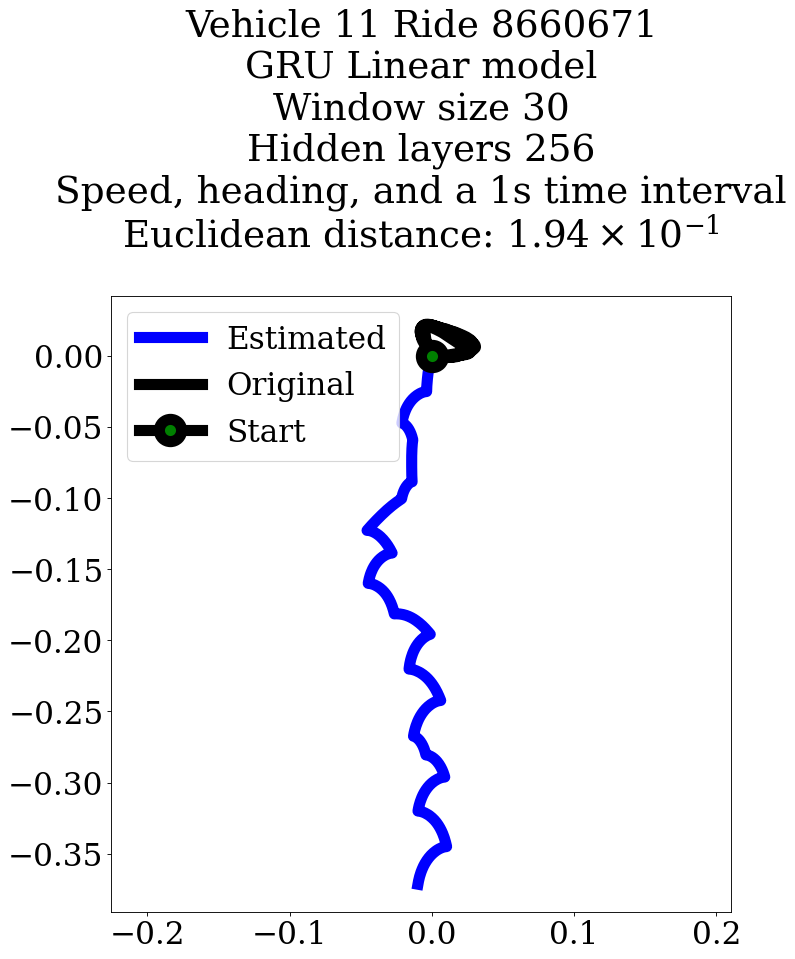 Vehicle 11 Ride 8660671
GRU Linear model
Window size 30
Hidden layers 256
Speed, heading, and a 1s time interval
Euclidean distance: 1.94 × 10⁻¹
Estimated
Original
Start
0.00
−0.05
−0.10
−0.15
−0.20
−0.25
−0.30
−0.35
−0.2
−0.1
0.0
0.1
0.2